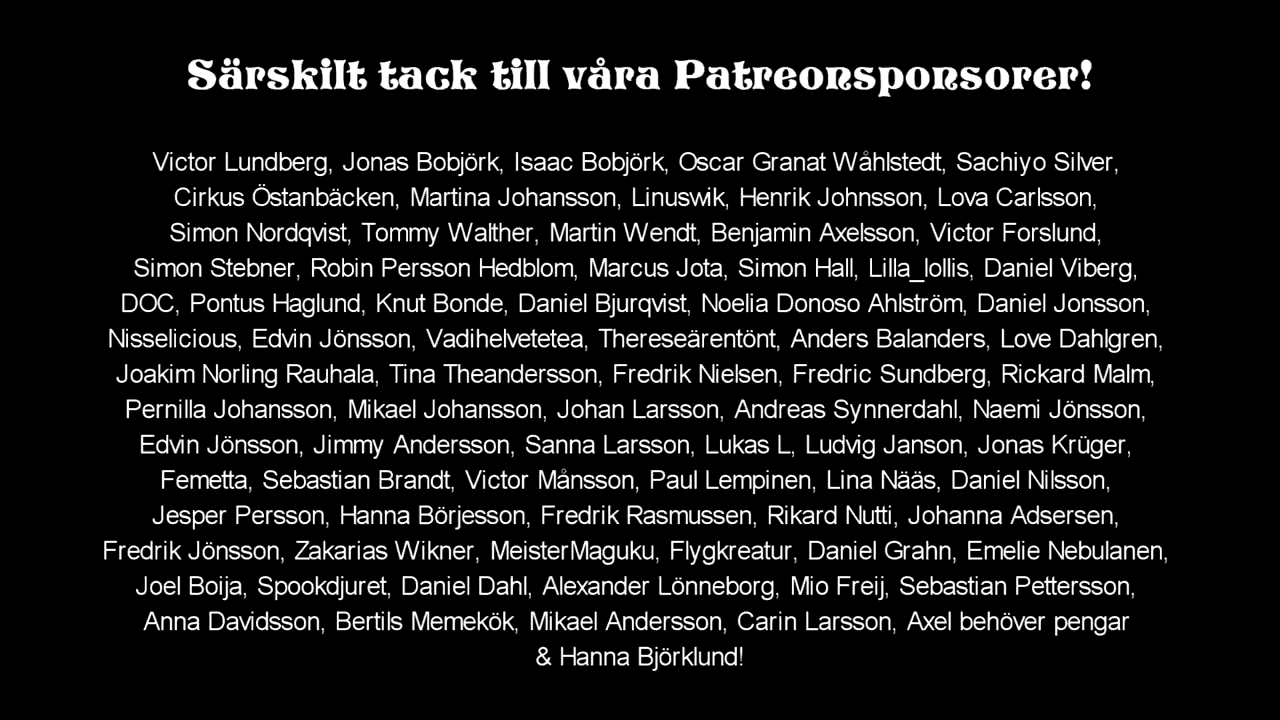 Särskilt tack till våra Patreonsponsorer!
Victor Lundberg, Jonas Bobjörk, Isaac Bobjörk, Oscar Granat Wåhlstedt, Sachiyo Silver,
Cirkus Östanbäcken, Martina Johansson, Linuswik, Henrik Johnsson, Lova Carlsson,
Simon Nordqvist, Tommy Walther, Martin Wendt, Benjamin Axelsson, Victor Forslund,
Simon Stebner, Robin Persson Hedblom, Marcus Jota, Simon Hall, Lilla_lollis, Daniel Viberg,
DOC, Pontus Haglund, Knut Bonde, Daniel Bjurqvist, Noelia Donoso Ahlström, Daniel Jonsson,
Nisselicious, Edvin Jönsson, Vadihelvetetea, Thereseärentönt, Anders Balanders, Love Dahlgren,
Joakim Norling Rauhala, Tina Theandersson, Fredrik Nielsen, Fredric Sundberg, Rickard Malm,
Pernilla Johansson, Mikael Johansson, Johan Larsson, Andreas Synnerdahl, Naemi Jönsson,
Edvin Jönsson, Jimmy Andersson, Sanna Larsson, Lukas L, Ludvig Janson, Jonas Krüger,
Femetta, Sebastian Brandt, Victor Månsson, Paul Lempinen, Lina Nääs, Daniel Nilsson,
Jesper Persson, Hanna Börjesson, Fredrik Rasmussen, Rikard Nutti, Johanna Adsersen,
Fredrik Jönsson, Zakarias Wikner, MeisterMaguku, Flygkreatur, Daniel Grahn, Emelie Nebulanen,
Joel Boija, Spookdjuret, Daniel Dahl, Alexander Lönneborg, Mio Freij, Sebastian Pettersson,
Anna Davidsson, Bertils Memekök, Mikael Andersson, Carin Larsson, Axel behöver pengar
& Hanna Björklund!